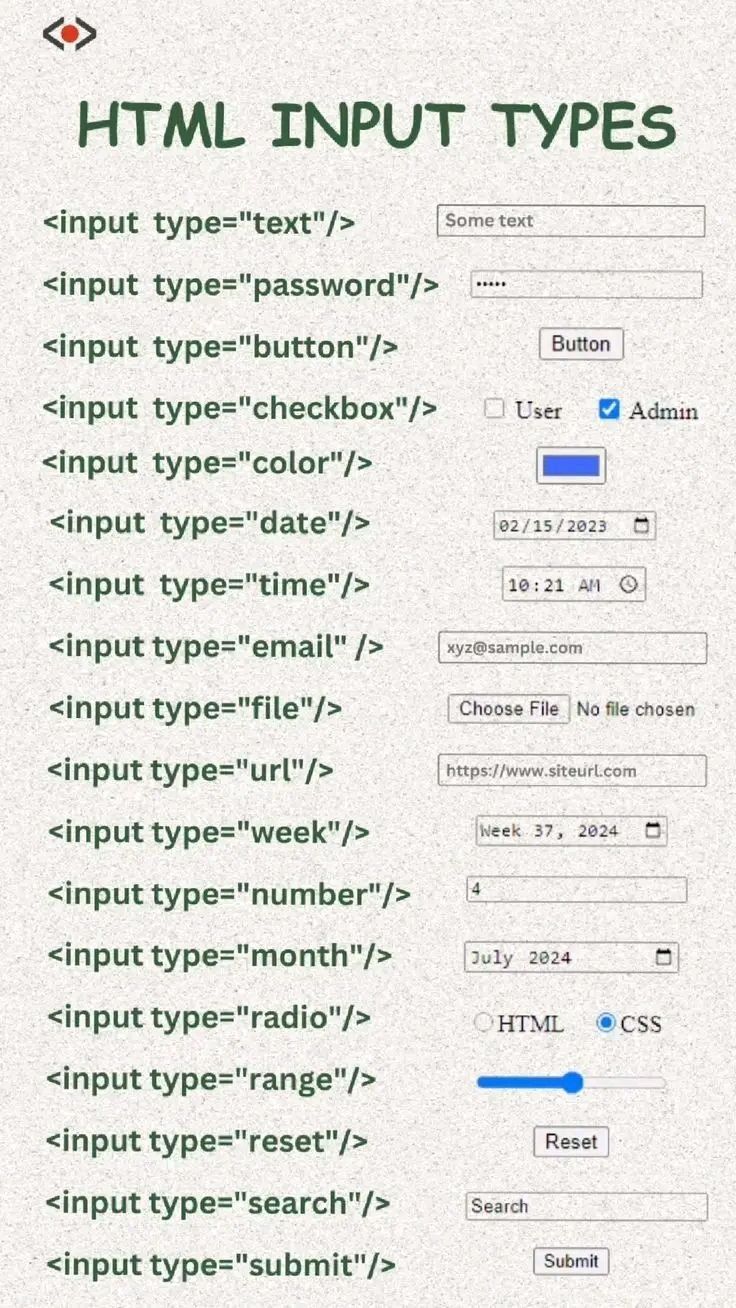 HTML INPUT TYPES
<input type="text"/> Some text
<input type="password"/> •••••
<input type="button"/> Button
<input type="checkbox"/> User Admin
<input type="color"/>
<input type="date"/> 02/15/2023
<input type="time"/> 10:21 AM
<input type="email" /> xyz@sample.com
<input type="file"/> Choose File No file chosen
<input type="url"/> https://www.siteurl.com
<input type="week"/> Week 37, 2024
<input type="number"/> 4
<input type="month"/> July 2024
<input type="radio"/> HTML CSS
<input type="range"/>
<input type="reset"/> Reset
<input type="search"/> Search
<input type="submit"/> Submit